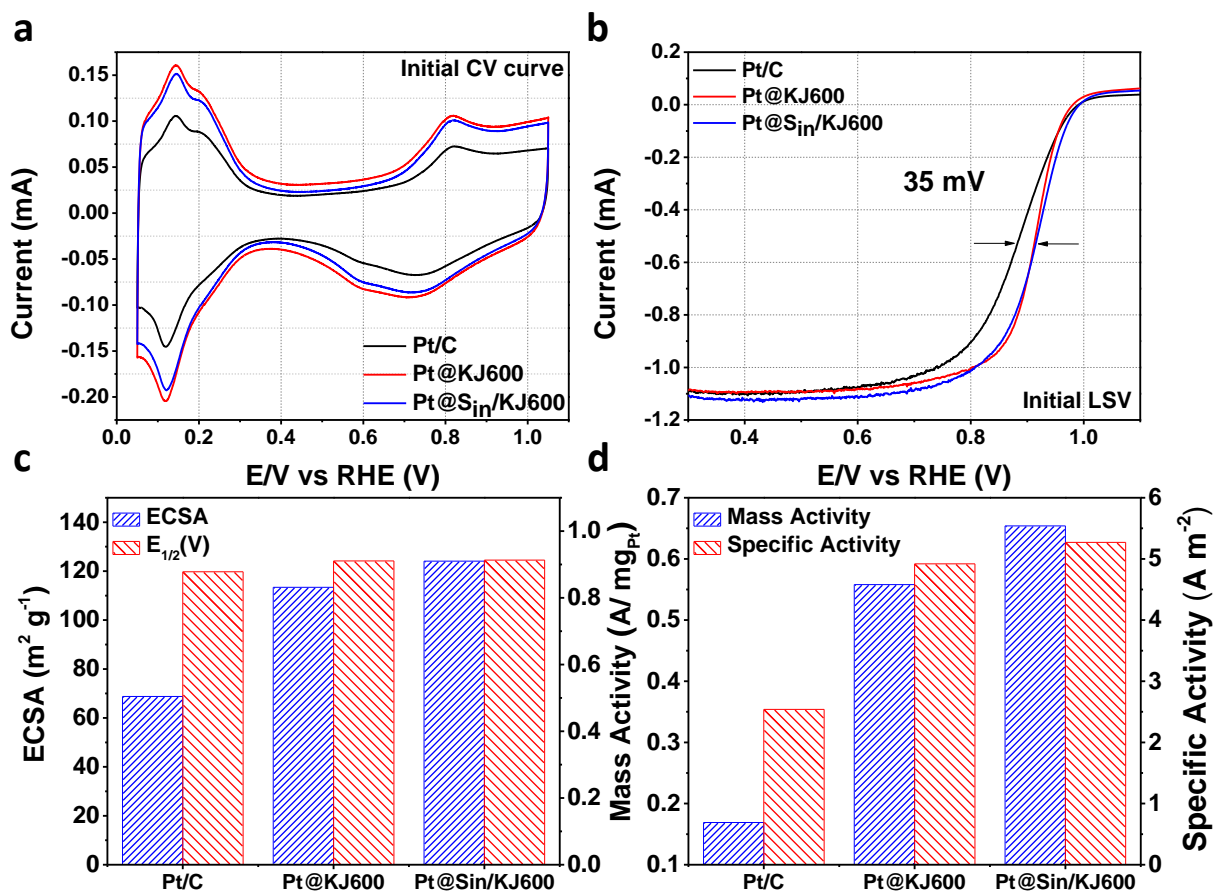 a
Initial CV curve
0.15
0.10
0.05
0.00
-0.05
-0.10
-0.15
-0.20
Current (mA)
Pt/C
Pt@KJ600
Pt@Sin/KJ600
0.0 0.2 0.4 0.6 0.8 1.0
E/V vs RHE (V)
b
0.2
0.0
-0.2
-0.4
-0.6
-0.8
-1.0
-1.2
Current (mA)
Pt/C
Pt@KJ600
Pt@Sin/KJ600
35 mV
Initial LSV
0.4 0.6 0.8 1.0
E/V vs RHE (V)
c
140
120
100
80
60
40
20
0
ECSA (m2 g-1)
ECSA
E1/2(V)
1.0
0.8
0.6
0.4
0.2
0.0
Mass Activity (A/ mgPt)
Pt/C Pt@KJ600 Pt@Sin/KJ600
d
0.7
0.6
0.5
0.4
0.3
0.2
0.1
Mass Activity
Specific Activity
6
5
4
3
2
1
0
Specific Activity (A m-2)
Pt/C Pt@KJ600 Pt@Sin/KJ600